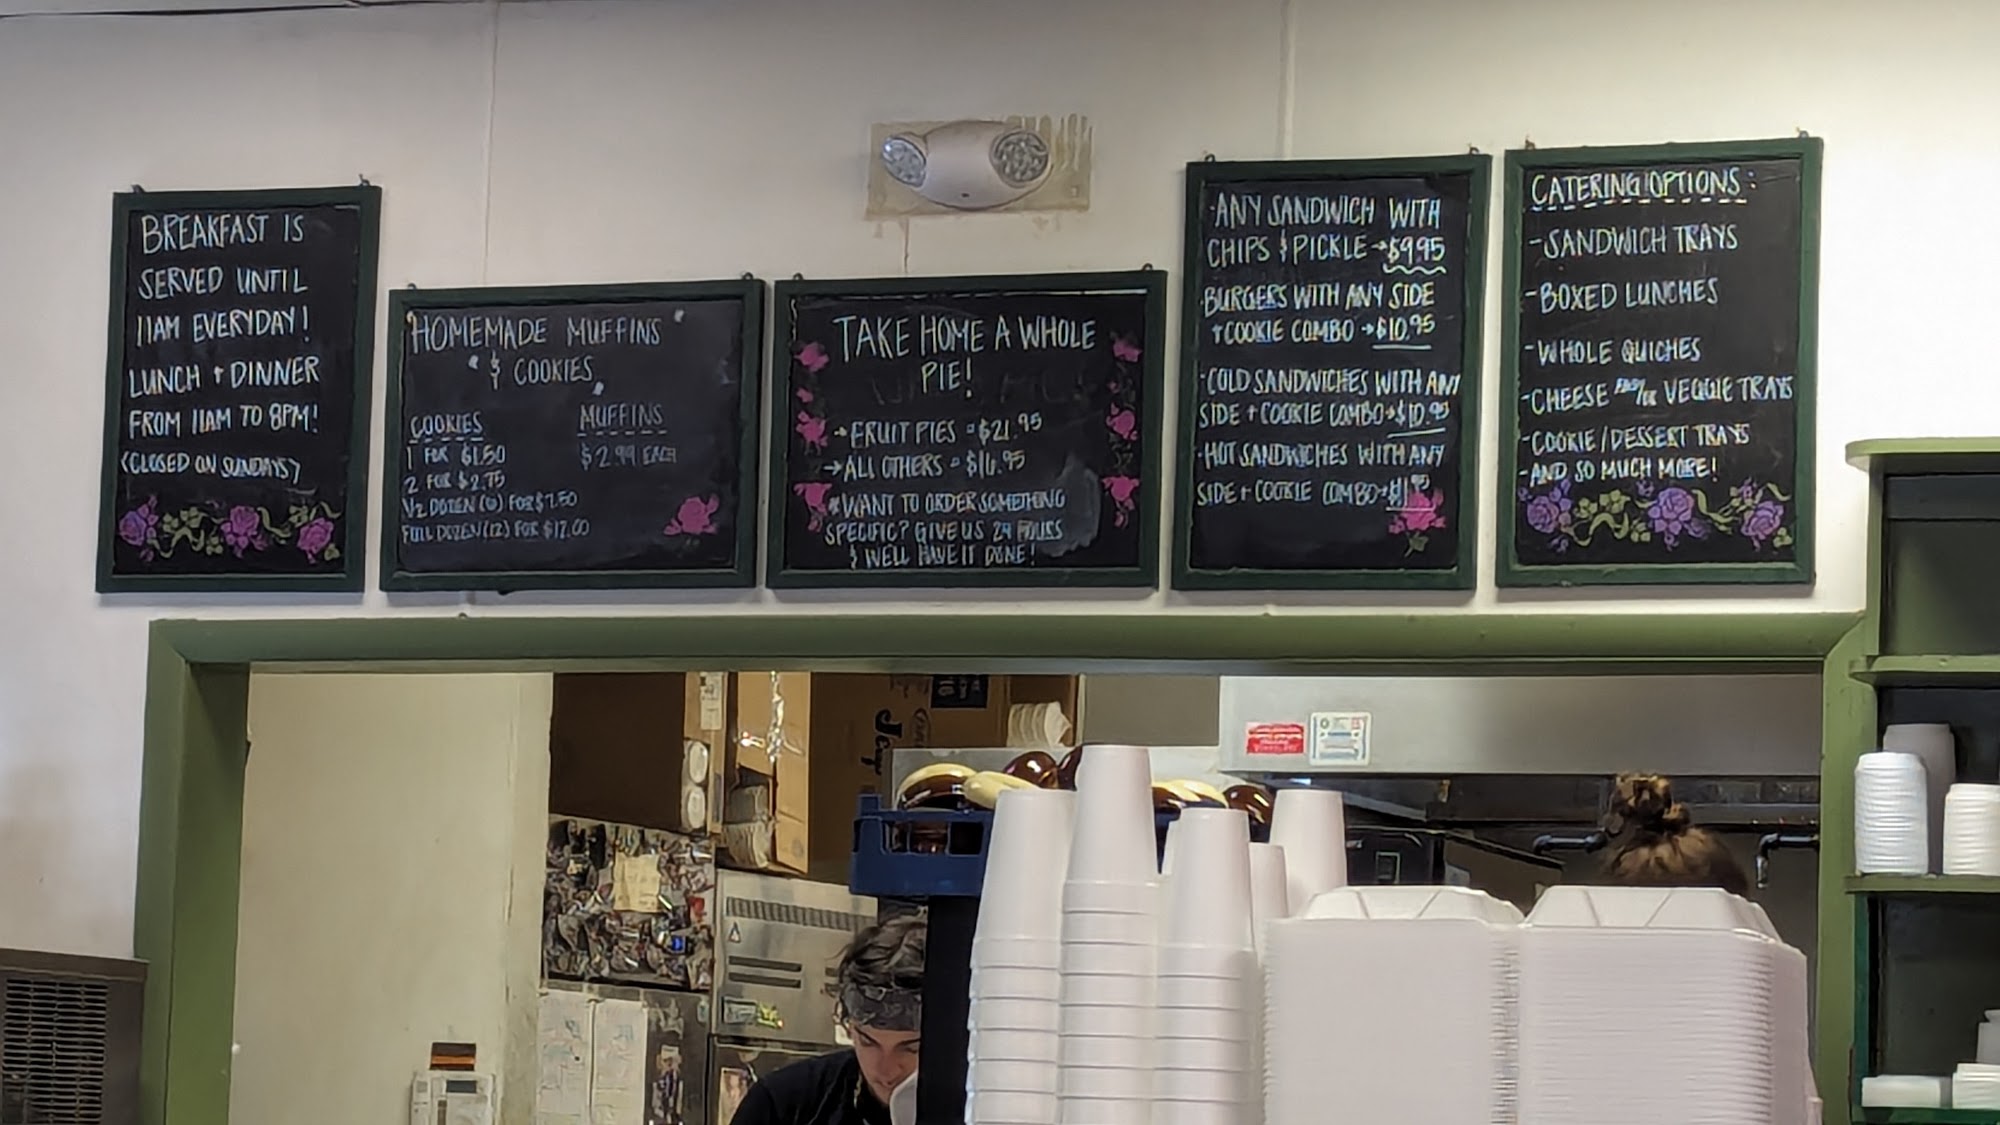 BREAKFAST IS
SERVED UNTIL
11AM EVERYDAY!
LUNCH + DINNER
FROM 11AM TO 8PM!
(CLOSED ON SUNDAYS)
HOMEMADE MUFFINS
& COOKIES
COOKIES
1 FOR $1.50
2 FOR $2.75
1/2 DOZEN (6) FOR $7.50
FULL DOZEN (12) FOR $12.00
MUFFINS
$2.99 EACH
TAKE HOME A WHOLE
PIE!
→ FRUIT PIES = $21.95
→ ALL OTHERS = $16.95
*WANT TO ORDER SOMETHING
SPECIFIC? GIVE US 24 HOURS
& WELL HAVE IT DONE!
·ANY SANDWICH WITH
CHIPS & PICKLE → $9.95
·BURGERS WITH ANY SIDE
+ COOKIE COMBO → $10.95
·COLD SANDWICHES WITH ANY
SIDE + COOKIE COMBO → $10.95
·HOT SANDWICHES WITH ANY
SIDE + COOKIE COMBO → $11.95
CATERING OPTIONS:
- SANDWICH TRAYS
- BOXED LUNCHES
- WHOLE QUICHES
- CHEESE VEGGIE TRAYS
- COOKIE/DESSERT TRAYS
- AND SO MUCH MORE!